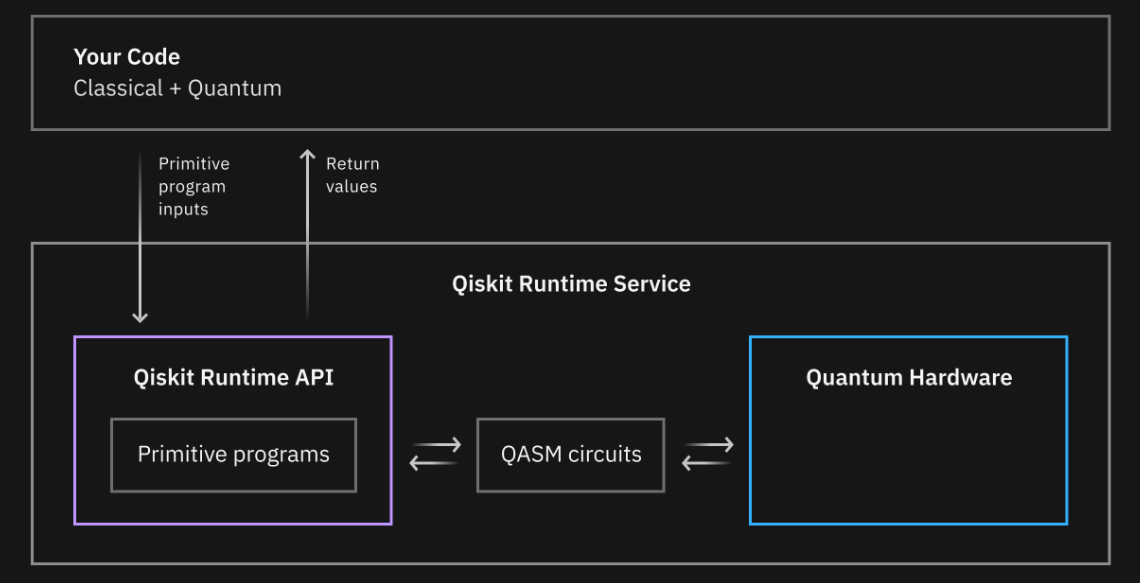 Your Code
Classical + Quantum
Primitive
program
inputs
Return
values
Qiskit Runtime Service
Qiskit Runtime API
Quantum Hardware
Primitive programs
QASM circuits